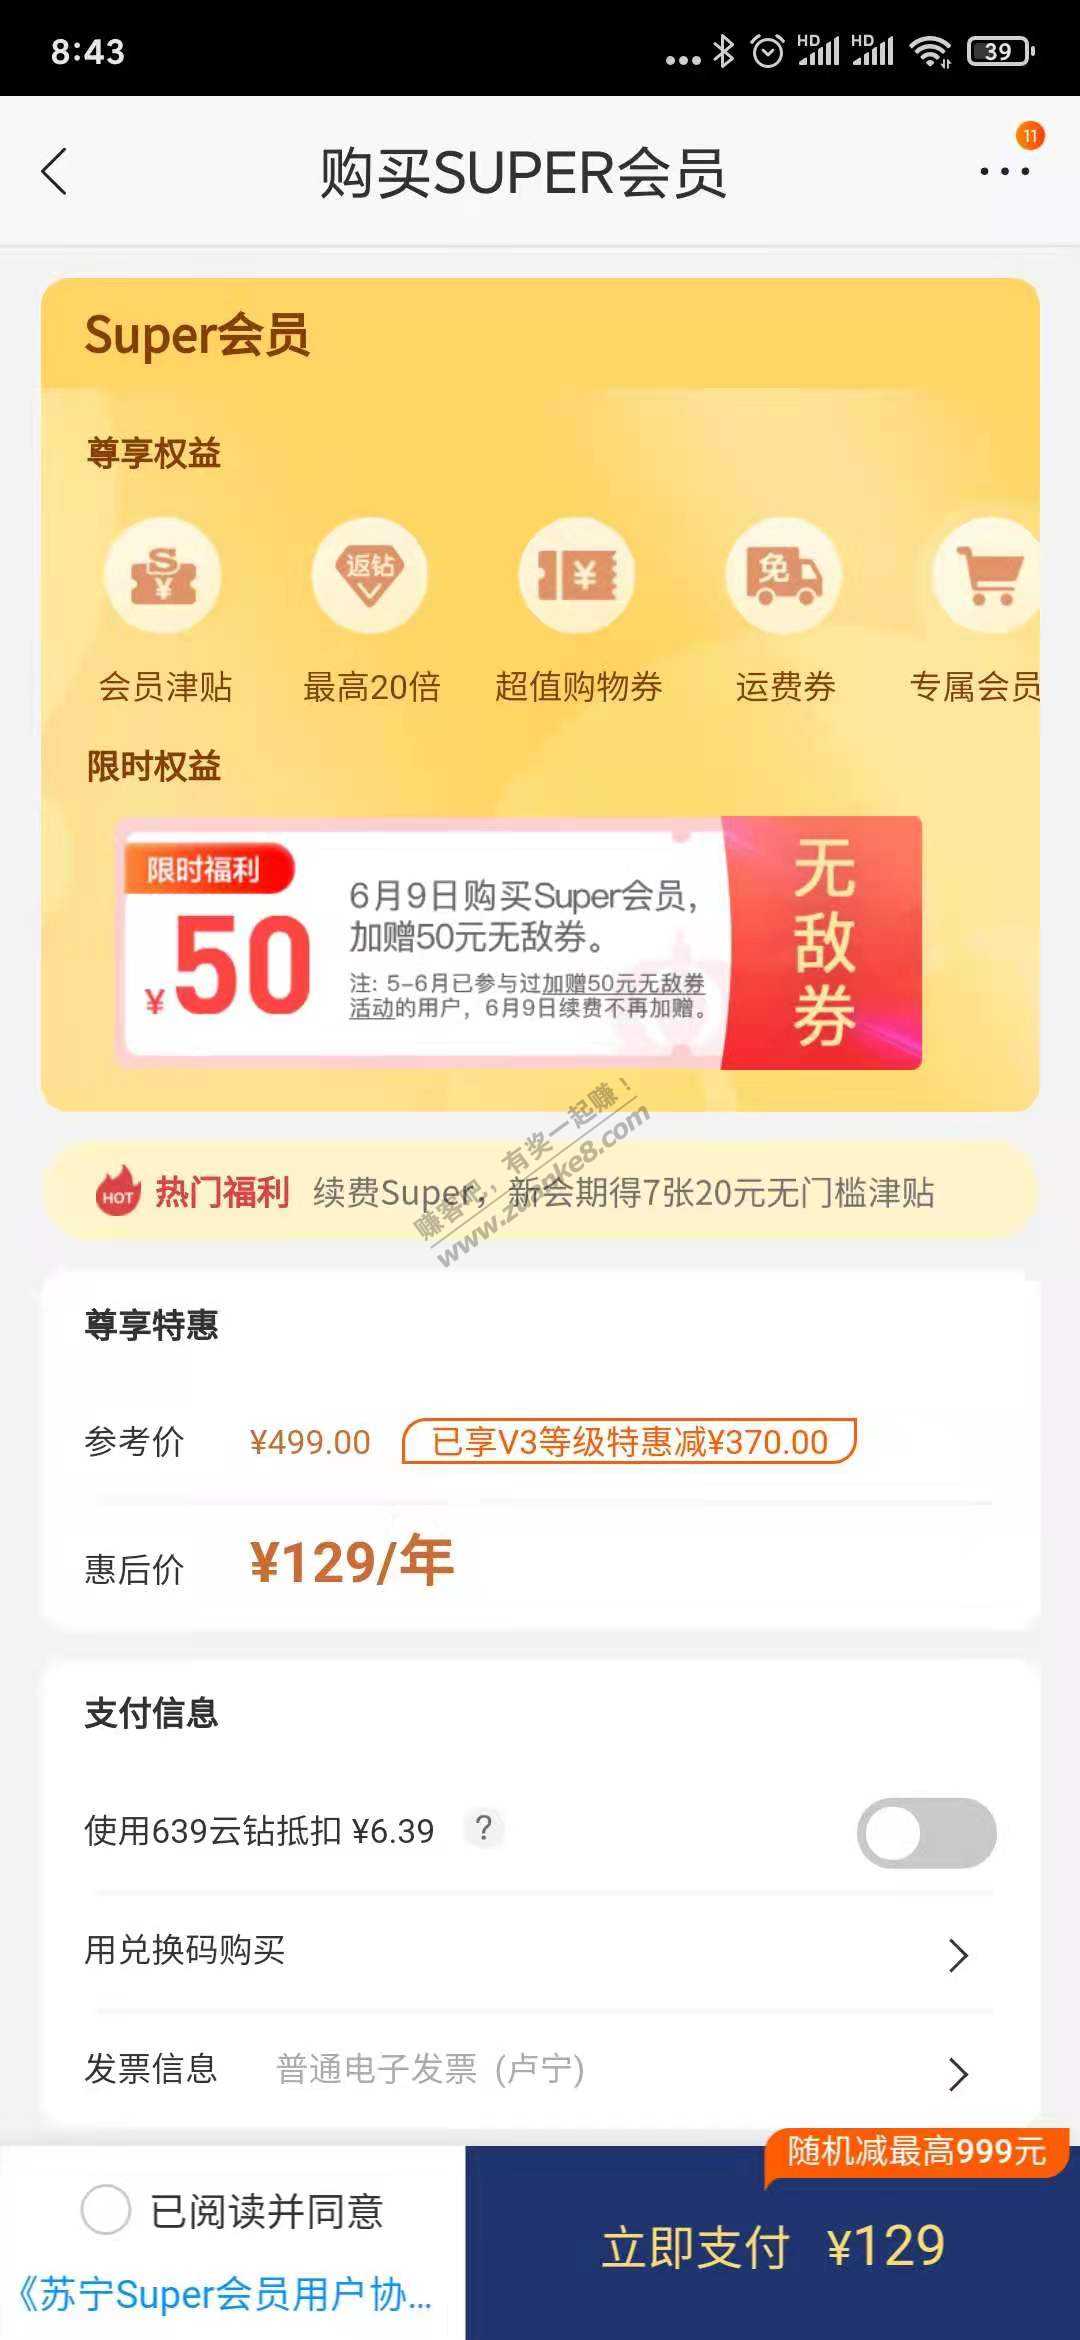 8:43
HD
HD
39
购买SUPER会员
11
Super会员
尊享权益
S
¥
返钻
¥
免
会员津贴
最高20倍
超值购物券
运费券
专属会员
限时权益
限时福利
¥50
6月9日购买Super会员，
加赠50元无敌券。
注: 5-6月已参与过加赠50元无敌券
活动的用户，6月9日续费不再加赠。
无敌券
HOT
热门福利 续费Super，新会期得7张20元无门槛津贴
赚客吧，有奖一起赚！
www.zuanke8.com
尊享特惠
参考价 ¥499.00 已享V3等级特惠减¥370.00
惠后价 ¥129/年
支付信息
使用639云钻抵扣 ¥6.39 ?
用兑换码购买
发票信息 普通电子发票 (卢宁)
随机减最高999元
已阅读并同意
《苏宁Super会员用户协...
立即支付 ¥129